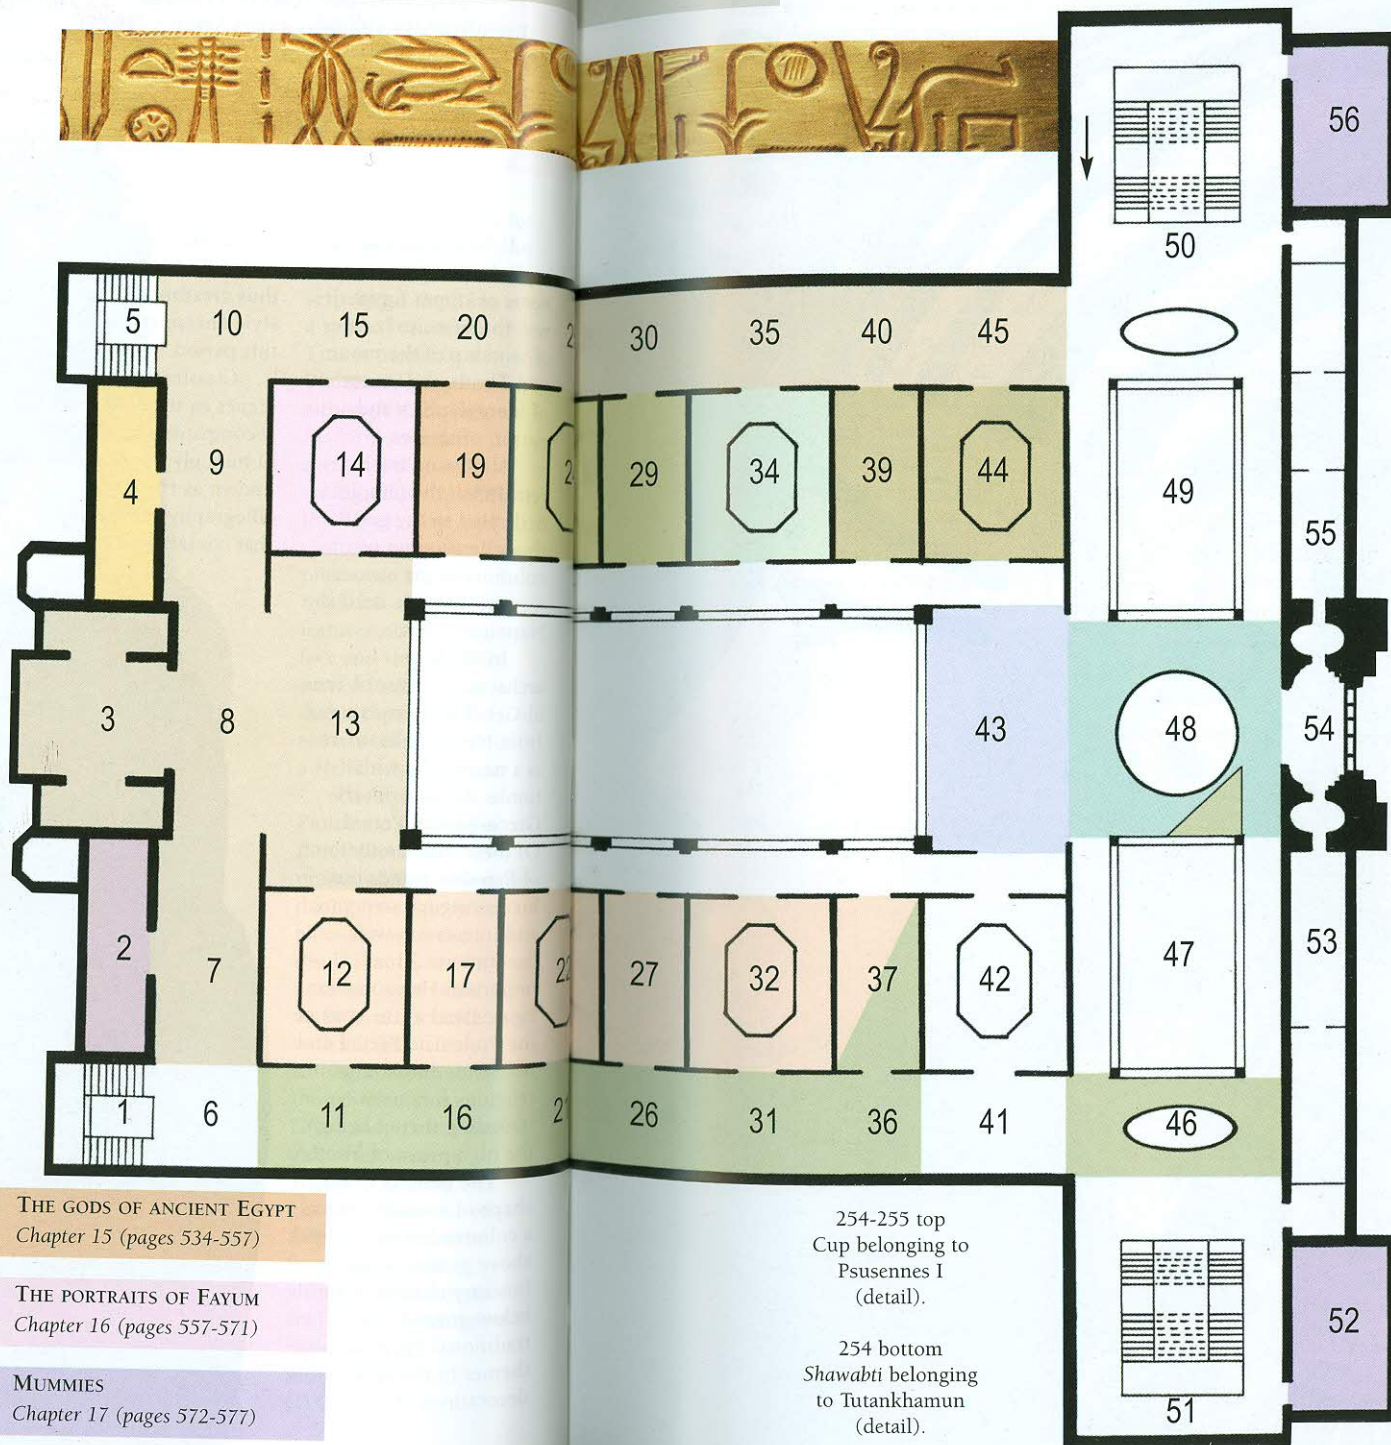 56
50
5 10 15 20 30 35 40 45
4 9 14 19 29 34 39 44 49
55
3 8 13 43 48 54
2 7 12 17 27 32 37 42 47 53
1 6 11 16 21 26 31 36 41 46
52
51
THE GODS OF ANCIENT EGYPT
Chapter 15 (pages 534-557)
THE PORTRAITS OF FAYUM
Chapter 16 (pages 557-571)
MUMMIES
Chapter 17 (pages 572-577)
254-255 top
Cup belonging to
Psusennes I
(detail).
254 bottom
Shawabti belonging
to Tutankhamun
(detail).